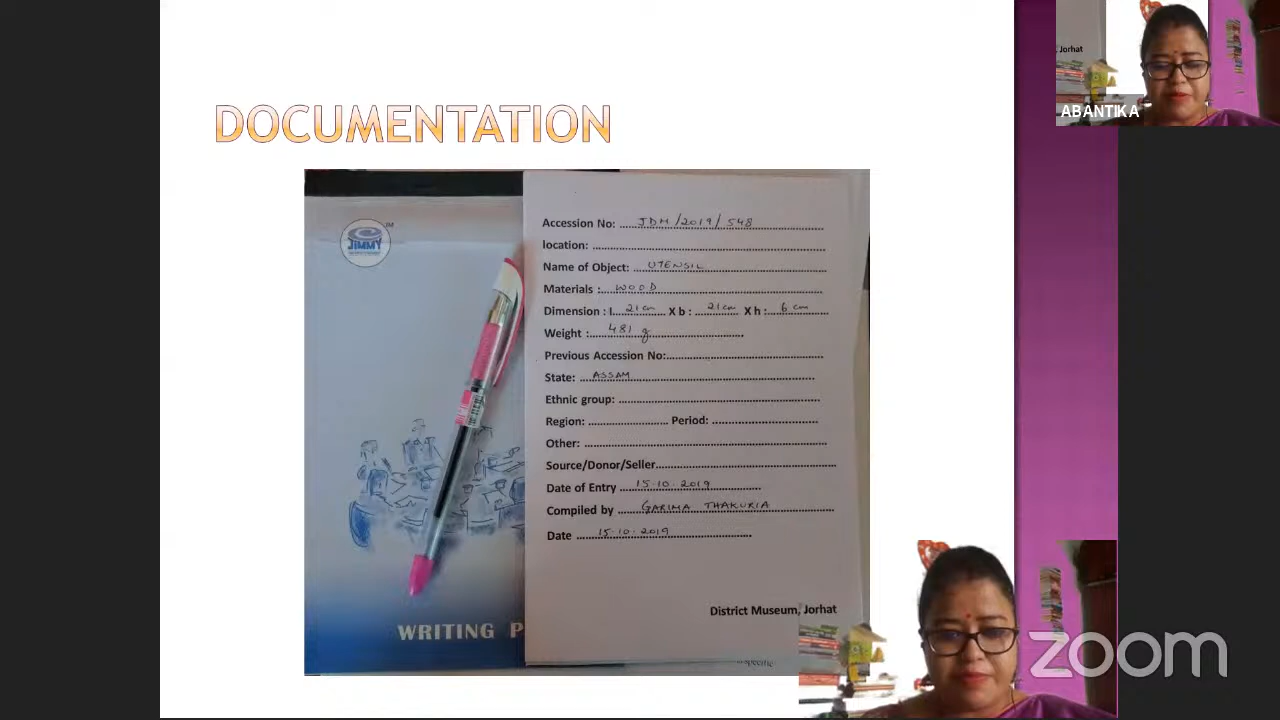 DOCUMENTATION
JIMMY
TM
Accession No: JDM/2019/548
location:
Name of Object: UTENSIL
Materials : WOOD
Dimension : l. 21 cm X b : 21 cm X h : 6 cm
Weight : 481 g
Previous Accession No:
State: ASSAM
Ethnic group:
Region: Period:
Other:
Source/Donor/Seller
Date of Entry 15.10.2019
Compiled by GARIMA THAKURIA
Date 15.10.2019
District Museum, Jorhat
WRITING P
, Jorhat
ABANTIKA
zoom